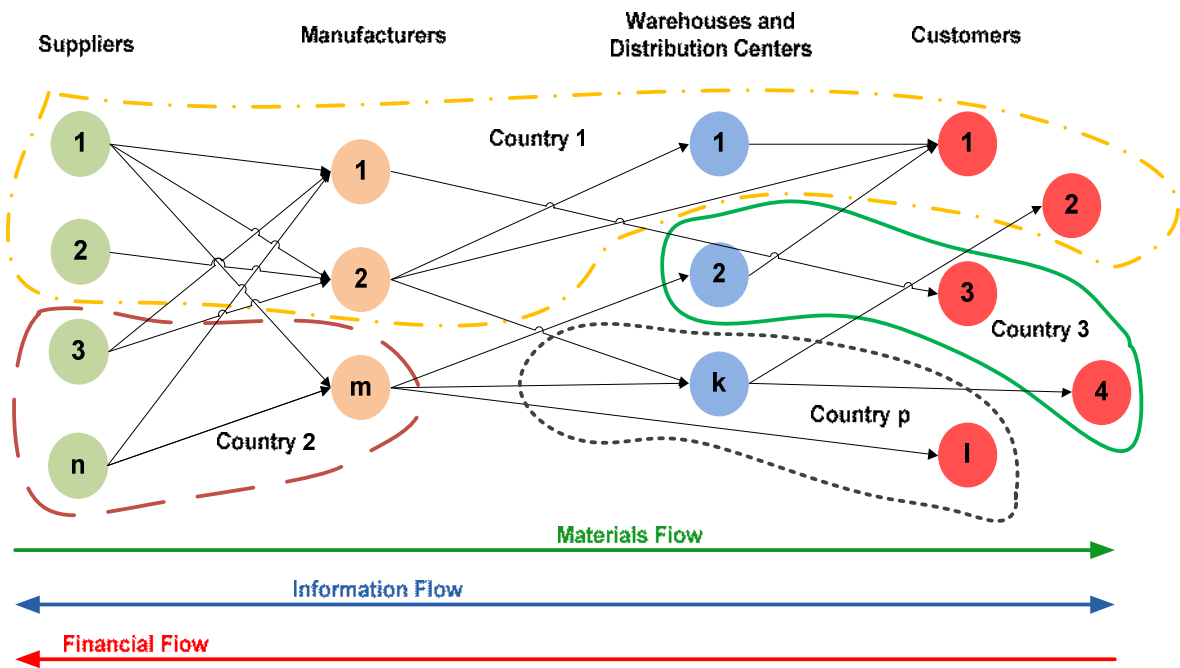 Suppliers
Manufacturers
Warehouses and
Distribution Centers
Customers
Country 1
1
1
1
1
2
2
2
2
3
3
Country 3
m
k
4
Country p
Country 2
n
l
Materials Flow
Information Flow
Financial Flow